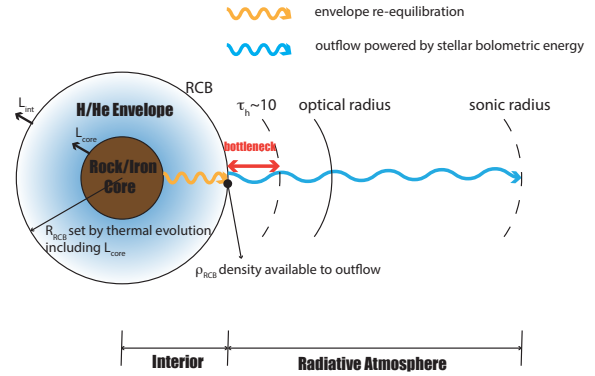 envelope re-equilibration
outflow powered by stellar bolometric energy
RCB
L_int
H/He Envelope
τ_h~10
optical radius
sonic radius
L_core
bottleneck
Rock/Iron
Core
R_RCB set by thermal evolution
including L_core
ρ_RCB density available to outflow
Interior
Radiative Atmosphere